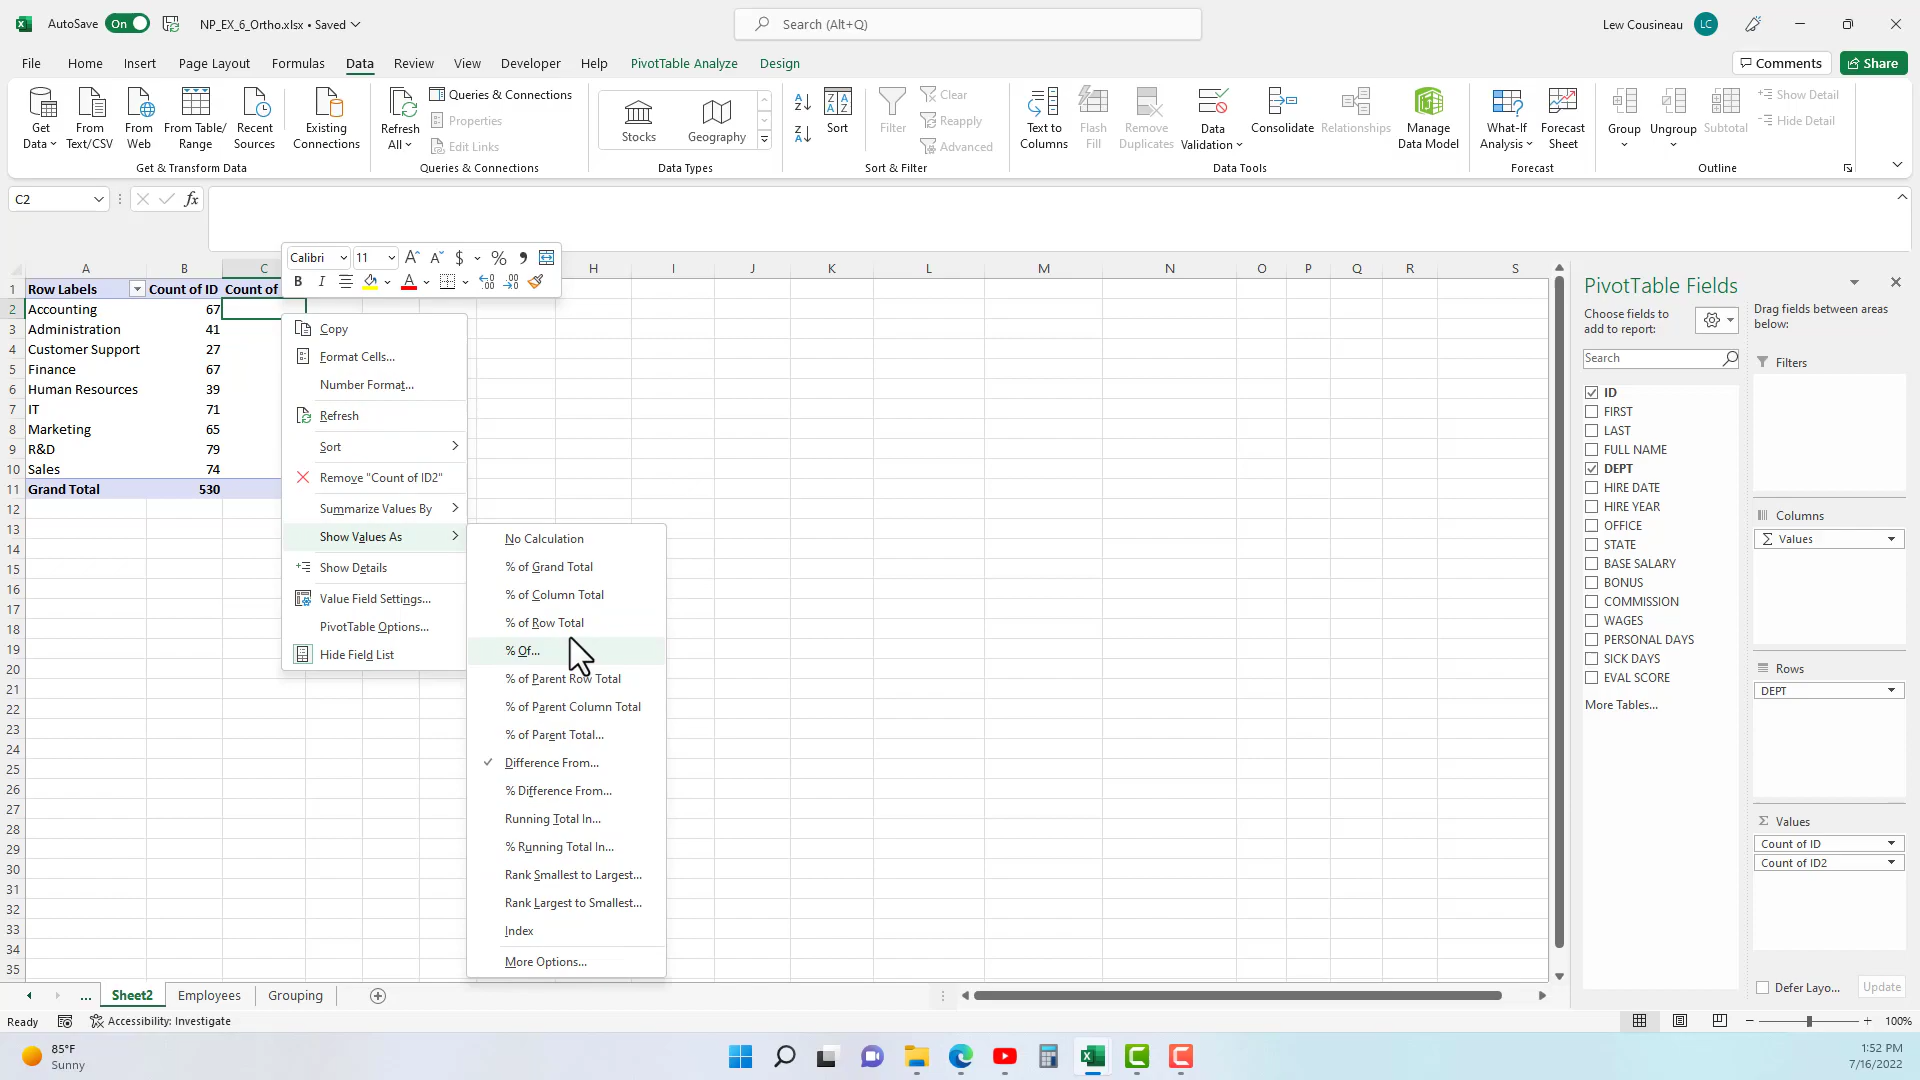 AutoSave On NP_EX_6_Ortho.xlsx • Saved Search (Alt+Q) Lew Cousineau LC
File Home Insert Page Layout Formulas Data Review View Developer Help PivotTable Analyze Design Comments Share
Get Data From Text/CSV From Web From Table/ Range Recent Sources Existing Connections
Get & Transform Data
Refresh All Queries & Connections
Properties
Edit Links
Queries & Connections
Stocks Geography
Data Types
Sort Filter Clear
Reapply
Advanced
Sort & Filter
Text to Columns Flash Fill Remove Duplicates Data Validation Consolidate Relationships Manage Data Model
Data Tools
What-If Analysis Forecast Sheet
Forecast
Group Ungroup Subtotal Show Detail
Hide Detail
Outline
C2 fx
Calibri 11 A A $ % ,
B I A
A B C H I J K L M N O P Q R S
1 Row Labels Count of ID Count of
2 Accounting 67
3 Administration 41
4 Customer Support 27
5 Finance 67
6 Human Resources 39
7 IT 71
8 Marketing 65
9 R&D 79
10 Sales 74
11 Grand Total 530
12
13
14
15
16
17
18
19
20
21
22
23
24
25
26
27
28
29
30
31
32
33
34
35
Copy
Format Cells...
Number Format...
Refresh
Sort
Remove "Count of ID2"
Summarize Values By
Show Values As
Show Details
Value Field Settings...
PivotTable Options...
Hide Field List
No Calculation
% of Grand Total
% of Column Total
% of Row Total
% Of...
% of Parent Row Total
% of Parent Column Total
% of Parent Total...
Difference From...
% Difference From...
Running Total In...
% Running Total In...
Rank Smallest to Largest...
Rank Largest to Smallest...
Index
More Options...
PivotTable Fields
Choose fields to add to report:
Search
ID
FIRST
LAST
FULL NAME
DEPT
HIRE DATE
HIRE YEAR
OFFICE
STATE
BASE SALARY
BONUS
COMMISSION
WAGES
PERSONAL DAYS
SICK DAYS
EVAL SCORE
More Tables...
Drag fields between areas below:
Filters
Columns
Σ Values
Rows
DEPT
Σ Values
Count of ID
Count of ID2
Defer Layo... Update
... Sheet2 Employees Grouping
Ready Accessibility: Investigate 100%
85°F
Sunny
1:52 PM
7/16/2022